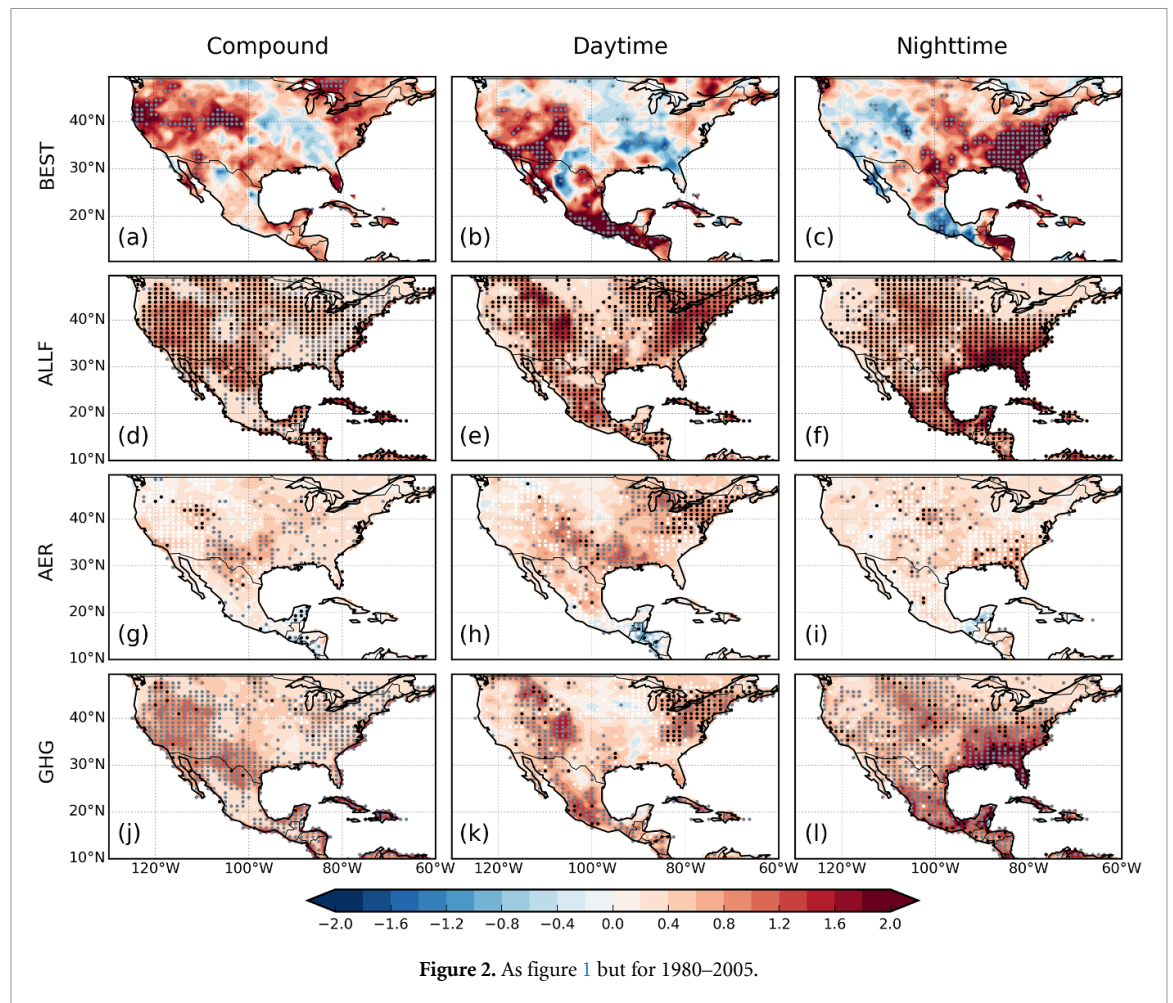 Compound Daytime Nighttime
BEST
40°N
30°N
20°N
(a) (b) (c)
ALLF
40°N
30°N
20°N
10°N
(d) (e) (f)
AER
40°N
30°N
20°N
10°N
(g) (h) (i)
GHG
40°N
30°N
20°N
10°N
(j) (k) (l)
120°W 100°W 80°W 60°W 120°W 100°W 80°W 60°W 120°W 100°W 80°W 60°W
−2.0 −1.6 −1.2 −0.8 −0.4 0.0 0.4 0.8 1.2 1.6 2.0
Figure 2. As figure 1 but for 1980–2005.